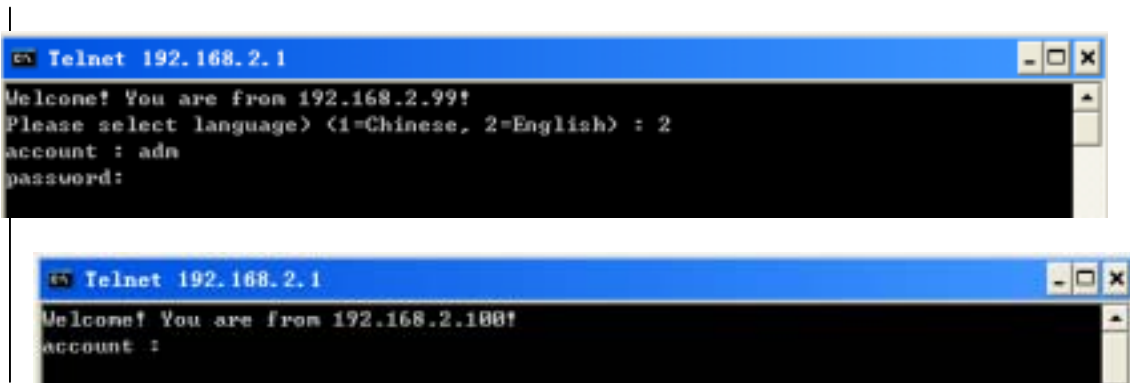 Telnet 192.168.2.1
Welcome! You are from 192.168.2.99!
Please select language) (1=Chinese, 2=English) : 2
account : adm
password:
Telnet 192.168.2.1
Welcome! You are from 192.168.2.100!
account :